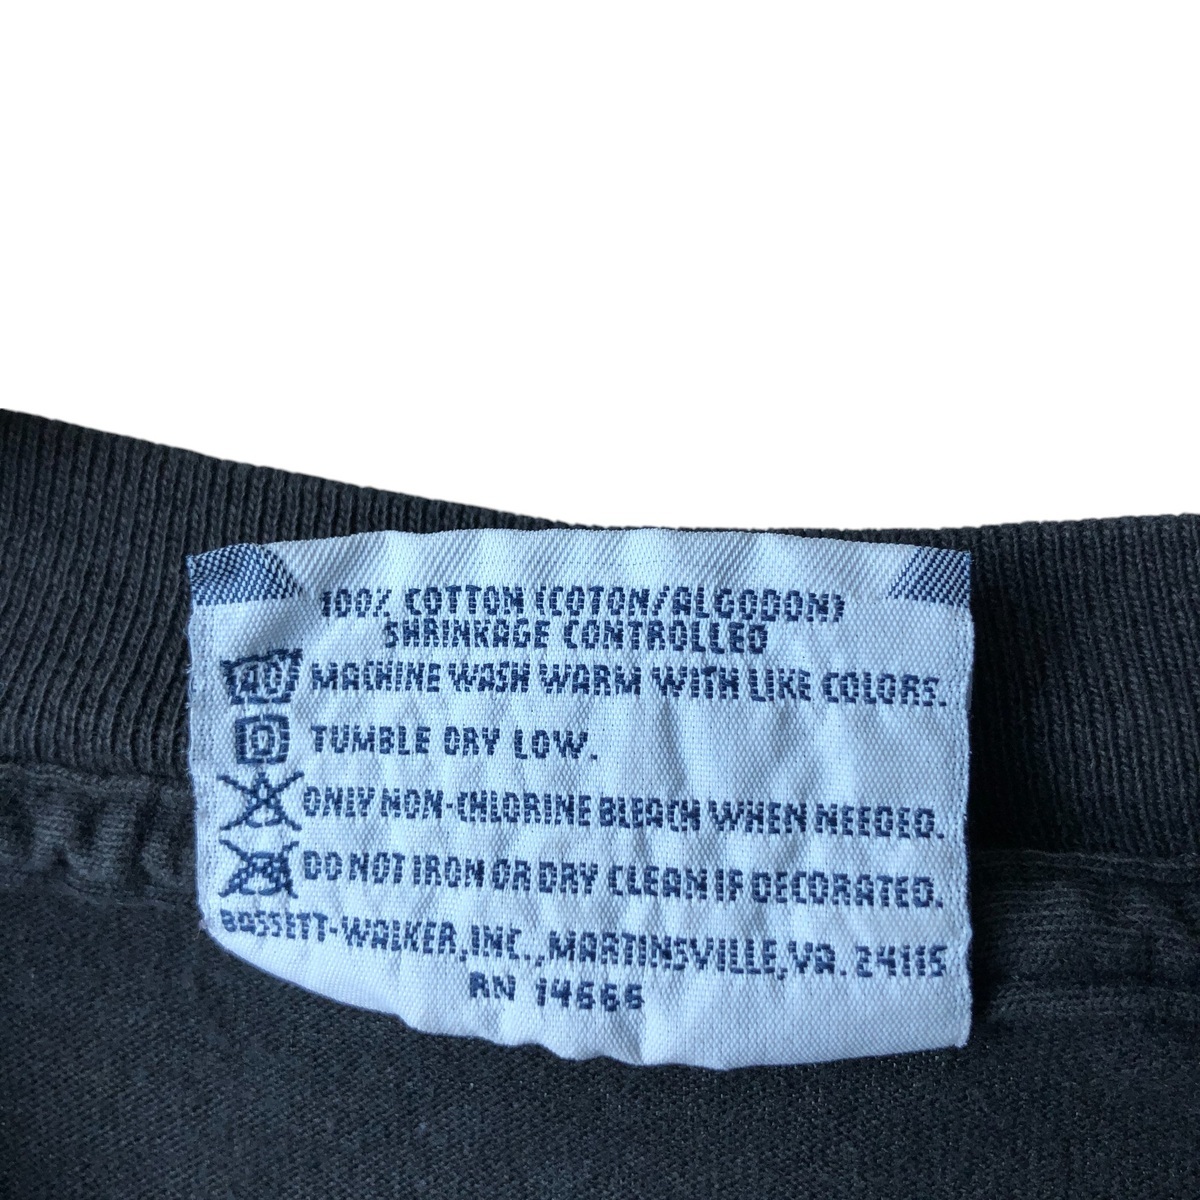 100% COTTON (COTON/ALGODON)
SHRINKAGE CONTROLLED
40 MACHINE WASH WARM WITH LIKE COLORS.
TUMBLE DRY LOW.
ONLY NON-CHLORINE BLEACH WHEN NEEDED.
DO NOT IRON OR DRY CLEAN IF DECORATED.
BASSETT-WALKER, INC., MARTINSVILLE, VA. 24115
RN 14666